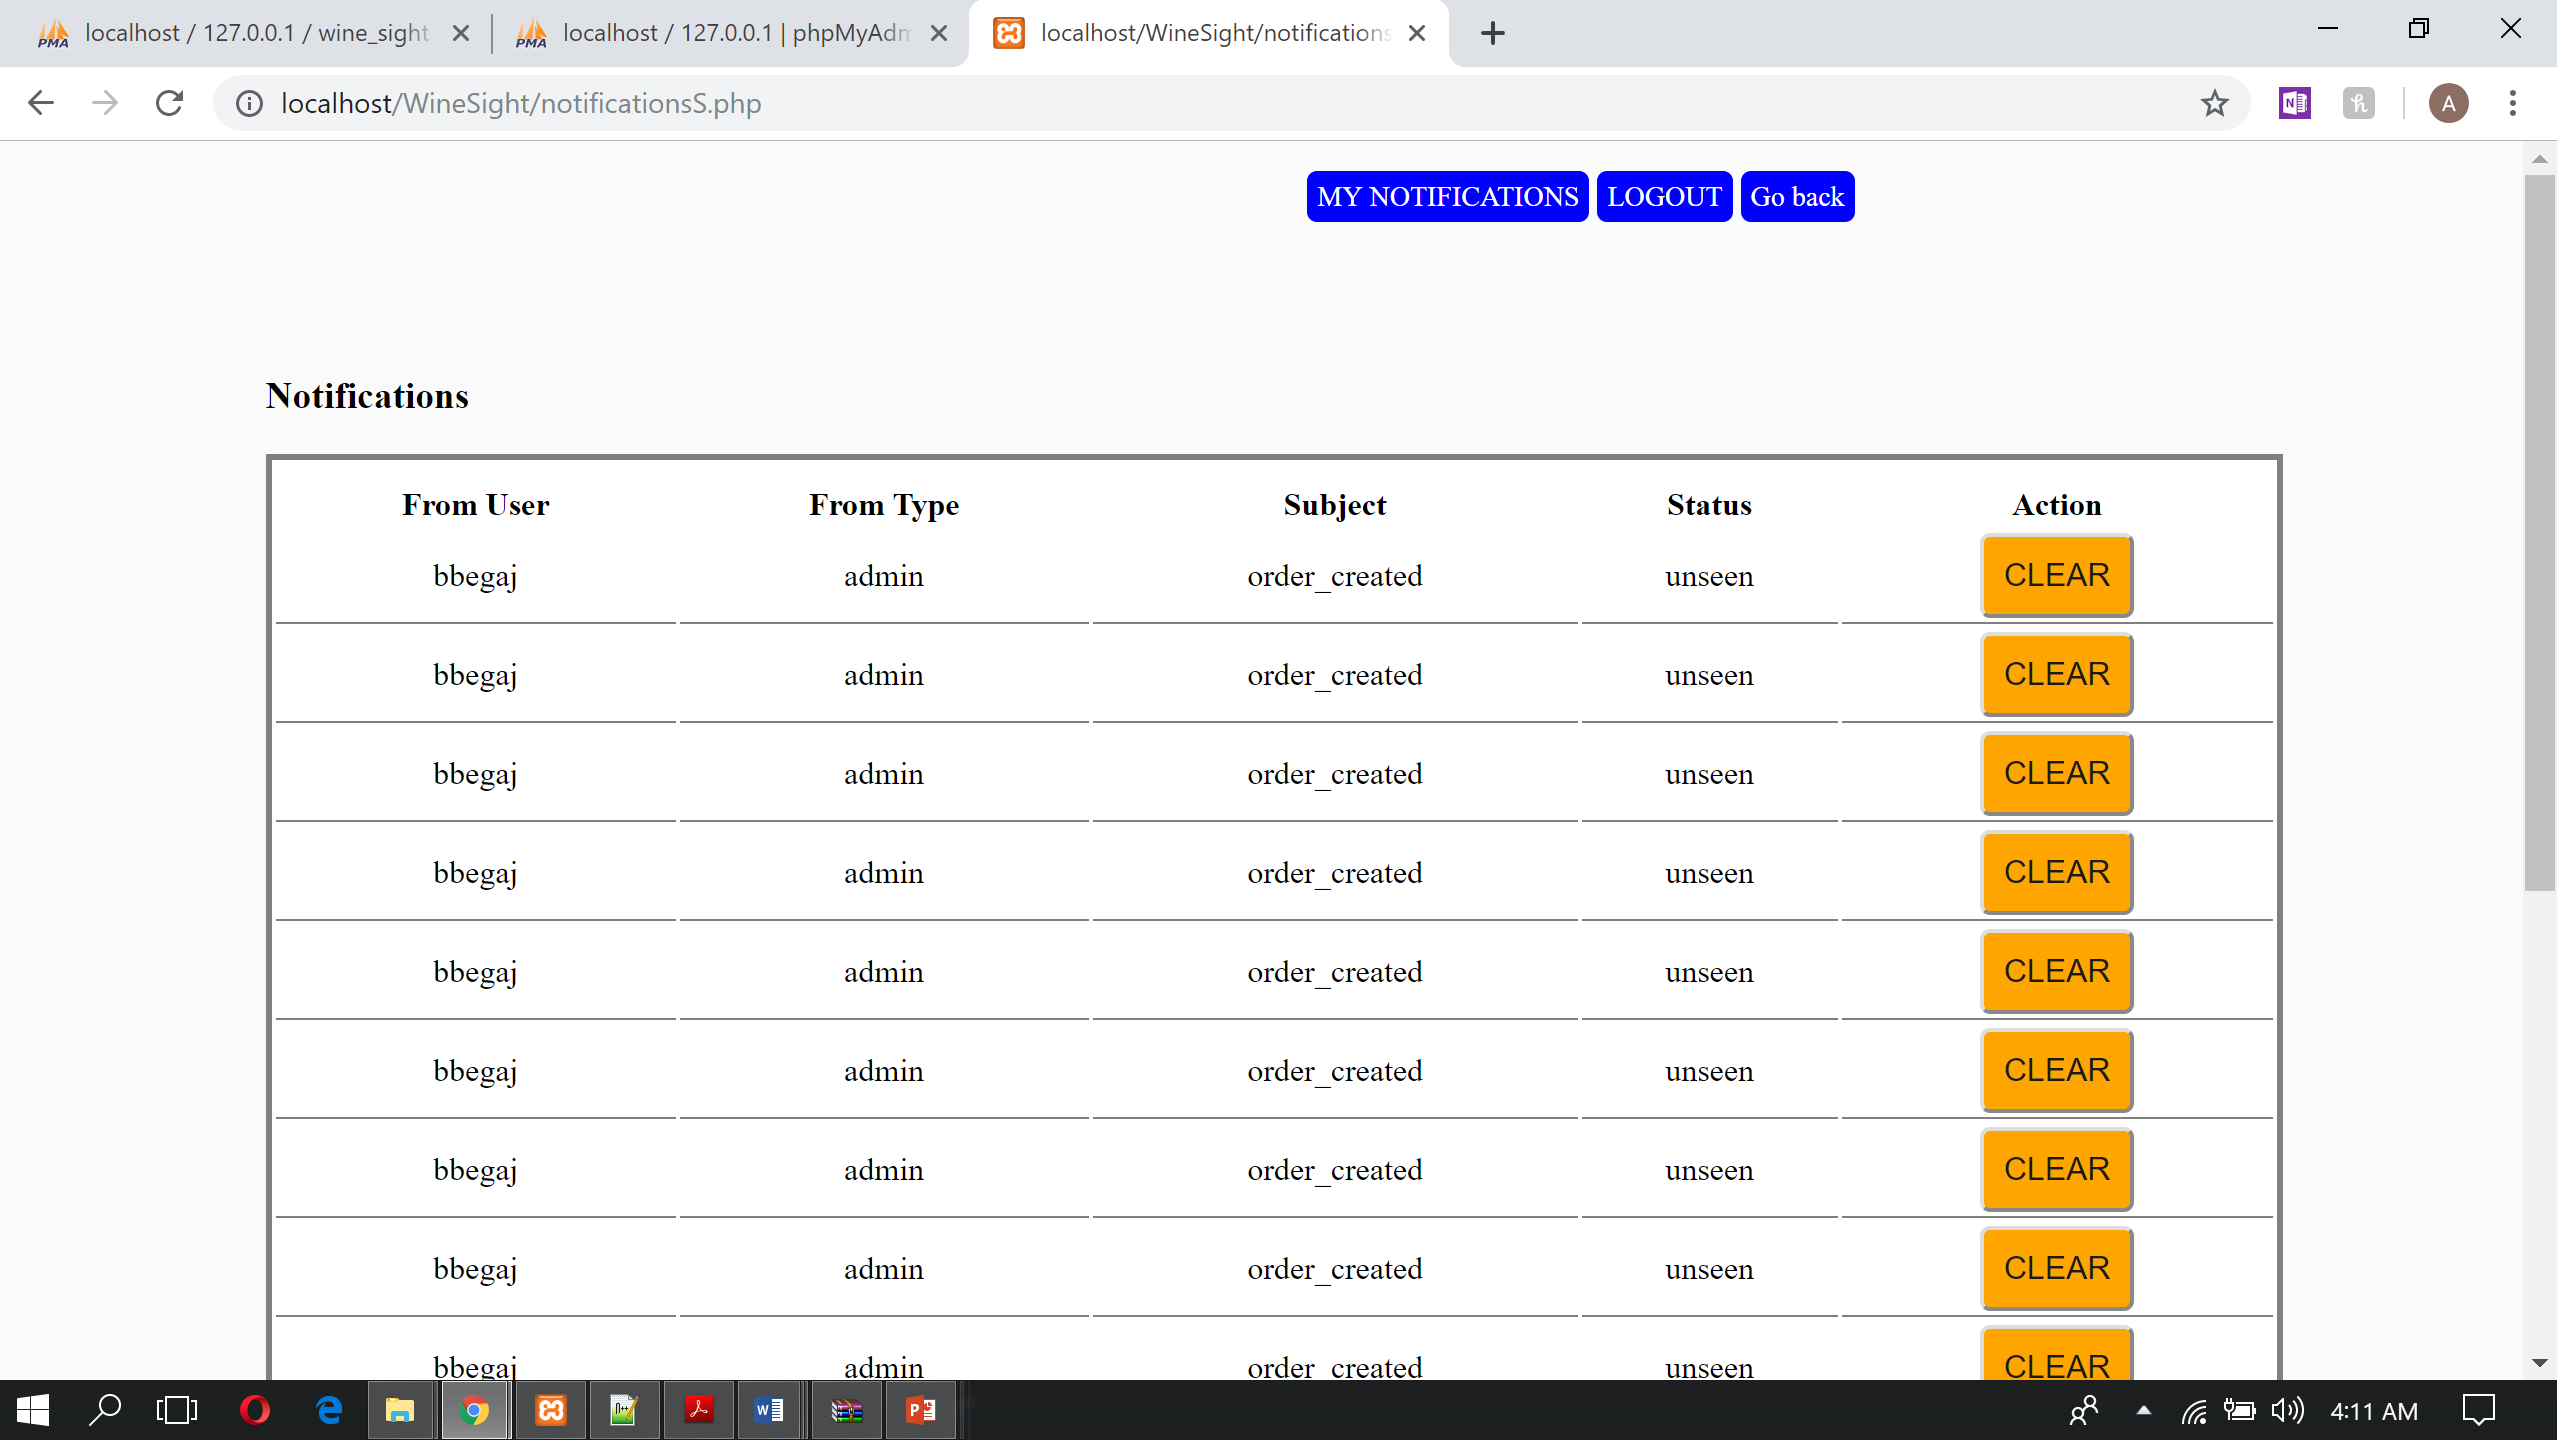 localhost / 127.0.0.1 / wine_sight
localhost / 127.0.0.1 | phpMyAdm
localhost/WineSight/notifications
localhost/WineSight/notificationsS.php
A
MY NOTIFICATIONS LOGOUT Go back
Notifications
From User From Type Subject Status Action
bbegaj admin order_created unseen CLEAR
bbegaj admin order_created unseen CLEAR
bbegaj admin order_created unseen CLEAR
bbegaj admin order_created unseen CLEAR
bbegaj admin order_created unseen CLEAR
bbegaj admin order_created unseen CLEAR
bbegaj admin order_created unseen CLEAR
bbegaj admin order_created unseen CLEAR
bbegaj admin order_created unseen CLEAR
4:11 AM